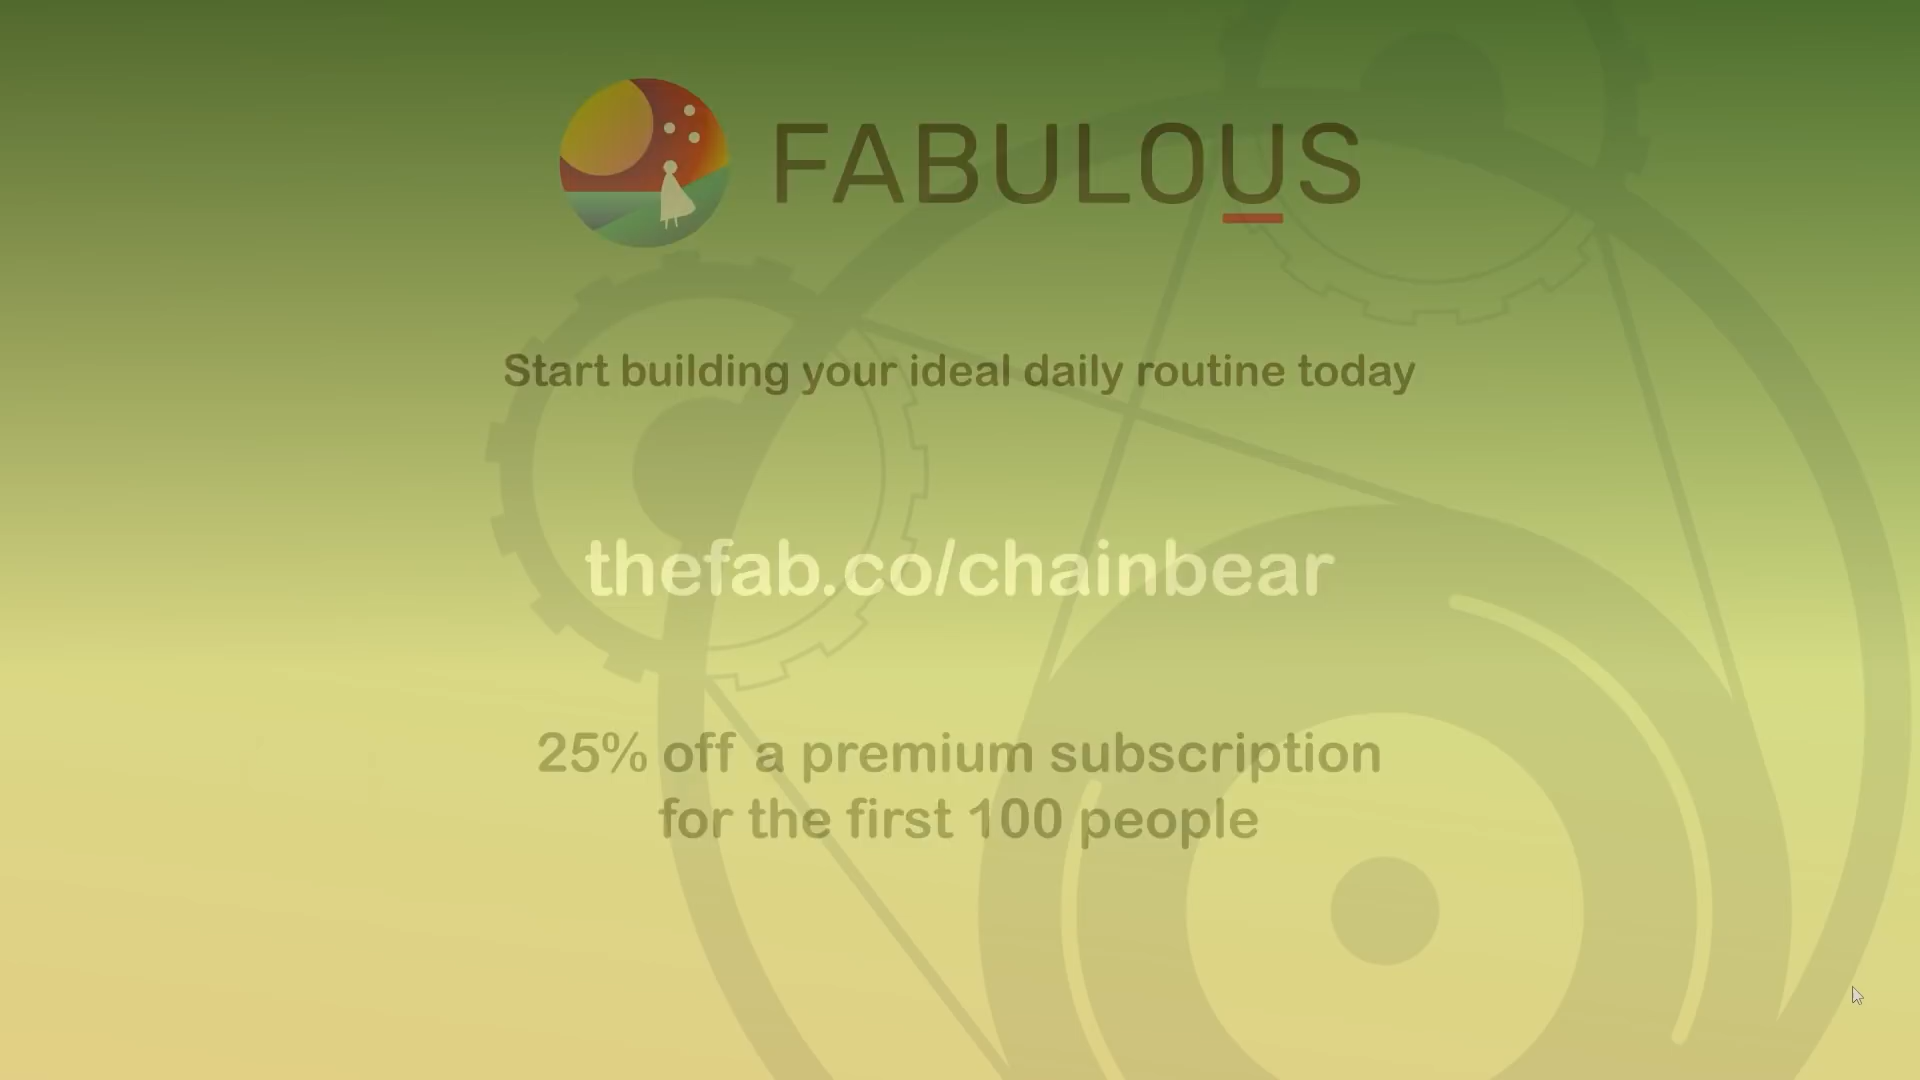 FABULOUS
Start building your ideal daily routine today
thefab.co/chainbear
25% off a premium subscription
for the first 100 people